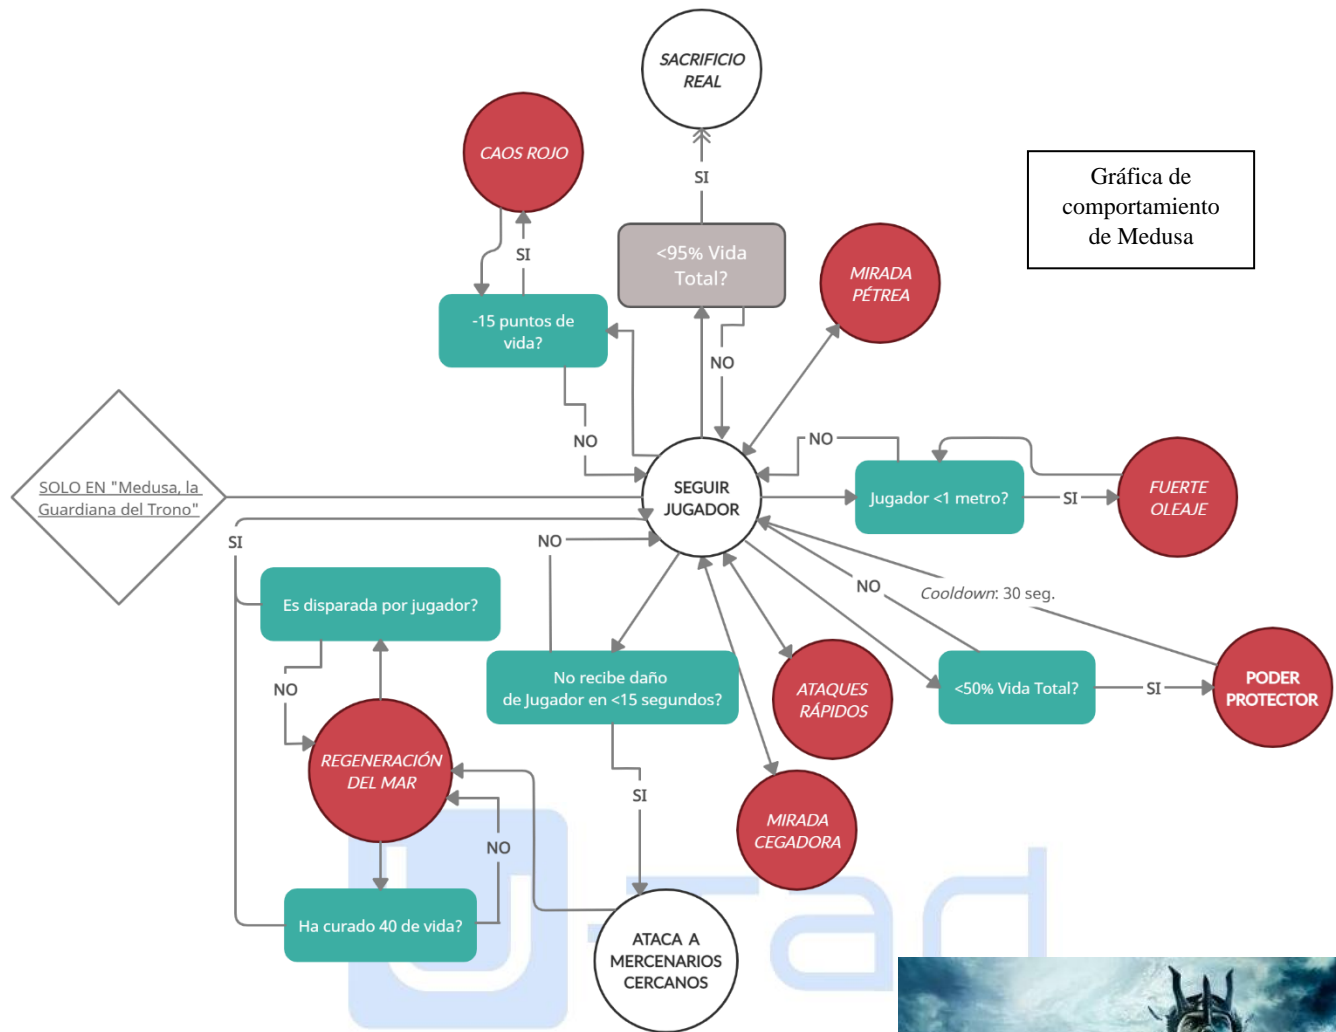 SACRIFICIO
REAL
CAOS ROJO
SI
SI
Gráfica de
comportamiento
de Medusa
<95% Vida
Total?
MIRADA
PÉTREA
-15 puntos de
vida?
NO
NO
NO
SOLO EN "Medusa, la
Guardiana del Trono"
SEGUIR
JUGADOR
Jugador <1 metro?
SI
FUERTE
OLEAJE
SI
NO
NO
Cooldown: 30 seg.
Es disparada por jugador?
NO
No recibe daño
de Jugador en <15 segundos?
ATAQUES
RÁPIDOS
<50% Vida Total?
SI
PODER
PROTECTOR
REGENERACIÓN
DEL MAR
SI
NO
MIRADA
CEGADORA
Ha curado 40 de vida?
ATACA A
MERCENARIOS
CERCANOS
U-tad